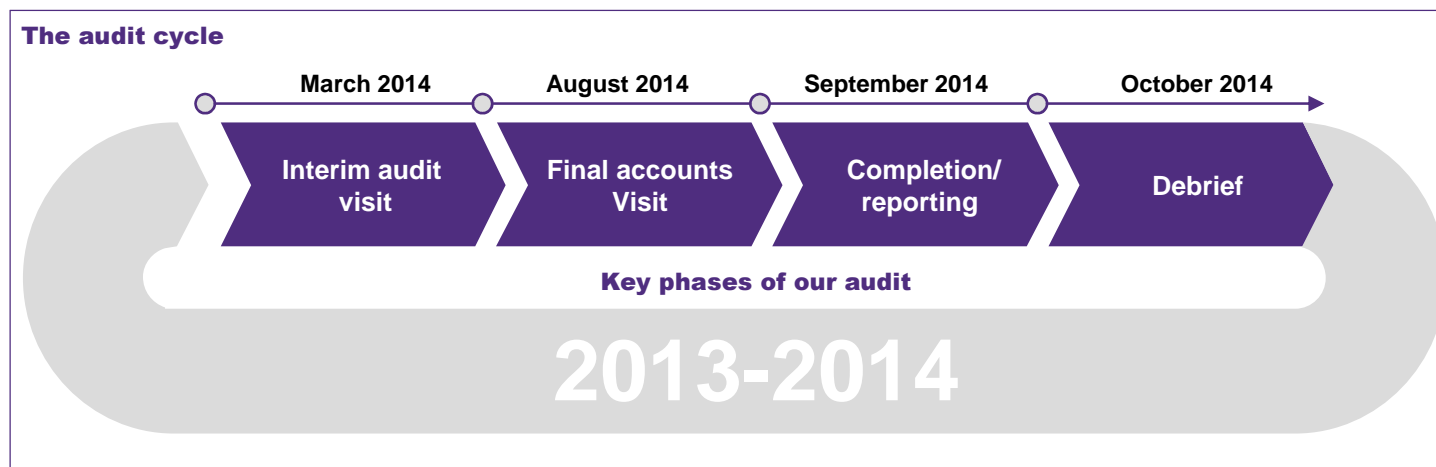 The audit cycle
March 2014 August 2014 September 2014 October 2014
Interim audit
visit
Final accounts
Visit
Completion/
reporting
Debrief
Key phases of our audit
2013-2014